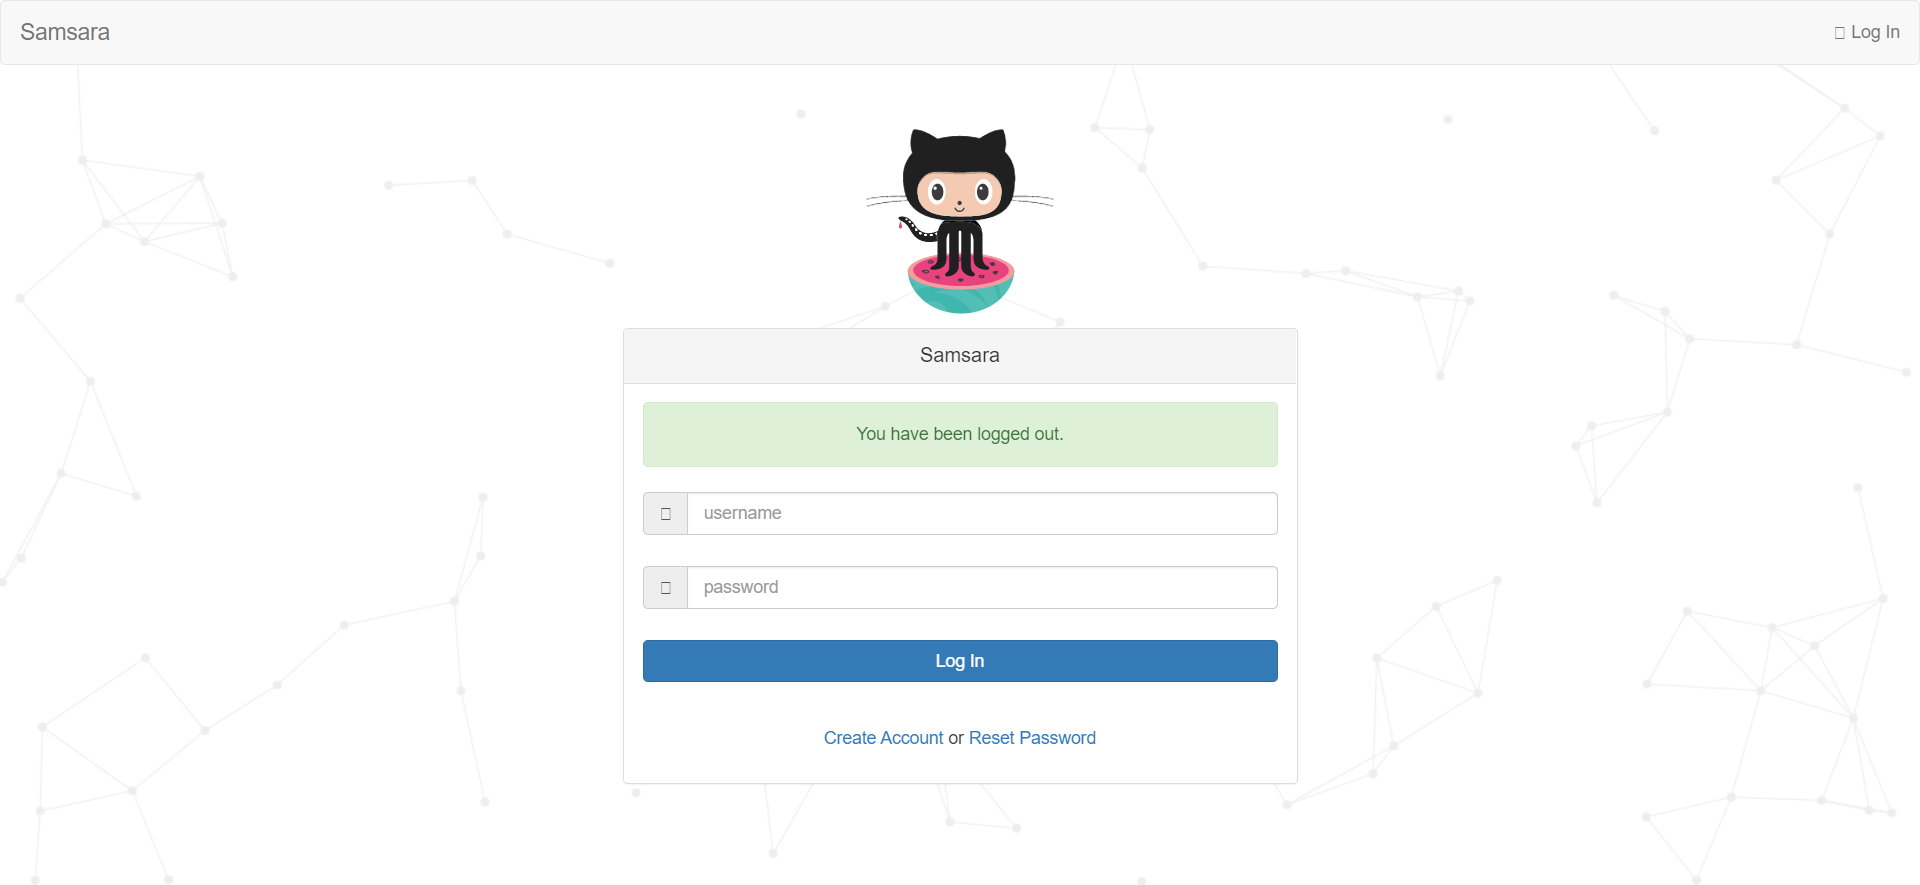 Samsara
Log In
Samsara
You have been logged out.
username
password
Log In
Create Account or Reset Password